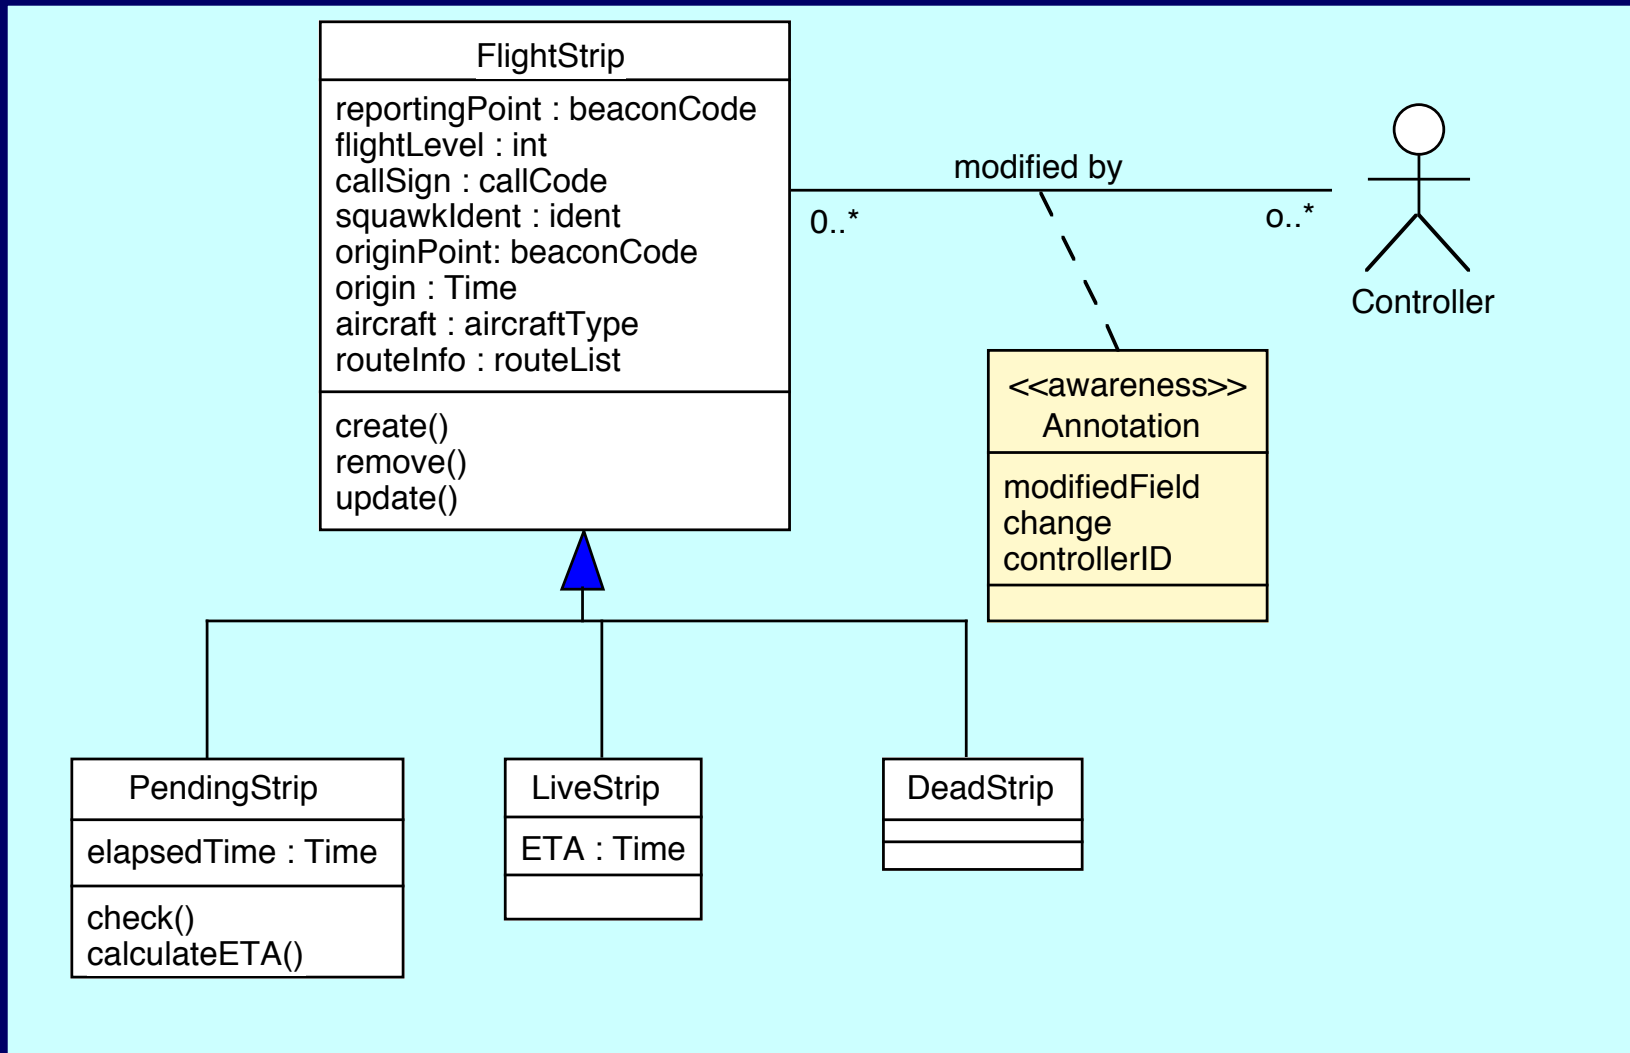 FlightStrip
reportingPoint : beaconCode
flightLevel : int
callSign : callCode
squawkIdent : ident
originPoint: beaconCode
origin : Time
aircraft : aircraftType
routeInfo : routeList
create()
remove()
update()
modified by
0..*
o..*
Controller
<<awareness>>
Annotation
modifiedField
change
controllerID
PendingStrip
elapsedTime : Time
check()
calculateETA()
LiveStrip
ETA : Time
DeadStrip